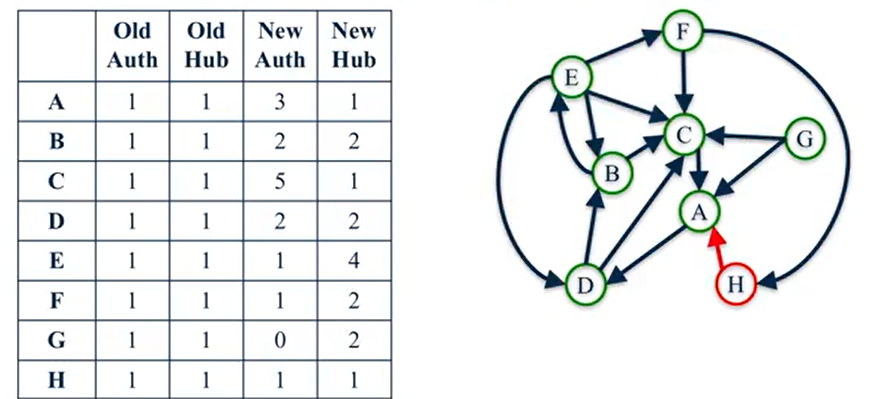 Old Auth Old Hub New Auth New Hub
A 1 1 3 1
B 1 1 2 2
C 1 1 5 1
D 1 1 2 2
E 1 1 1 4
F 1 1 1 2
G 1 1 0 2
H 1 1 1 1
F
E
C
G
B
A
D
H